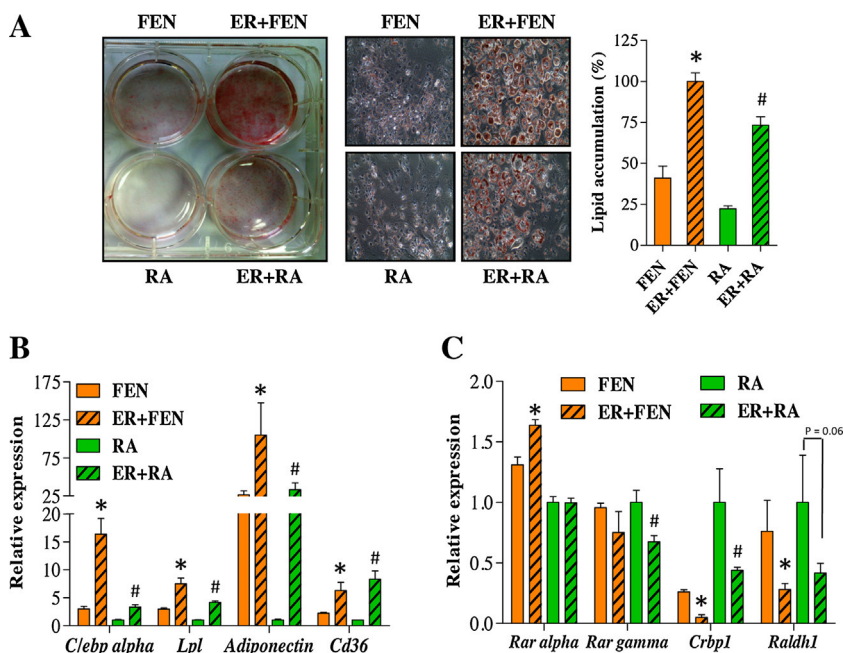 A
FEN ER+FEN
RA ER+RA
FEN ER+FEN
RA ER+RA
Lipid accumulation (%)
125
100
75
50
25
0
*
#
FEN
ER+FEN
RA
ER+RA
B
Relative expression
175
125
75
25
20
15
10
5
0
FEN
ER+FEN
RA
ER+RA
* # * # * # * #
C/ebp alpha Lpl Adiponectin Cd36
C
Relative expression
2.0
1.5
1.0
0.5
0.0
FEN RA
ER+FEN ER+RA
P = 0.06
* # * # *
Rar alpha Rar gamma Crbp1 Raldh1